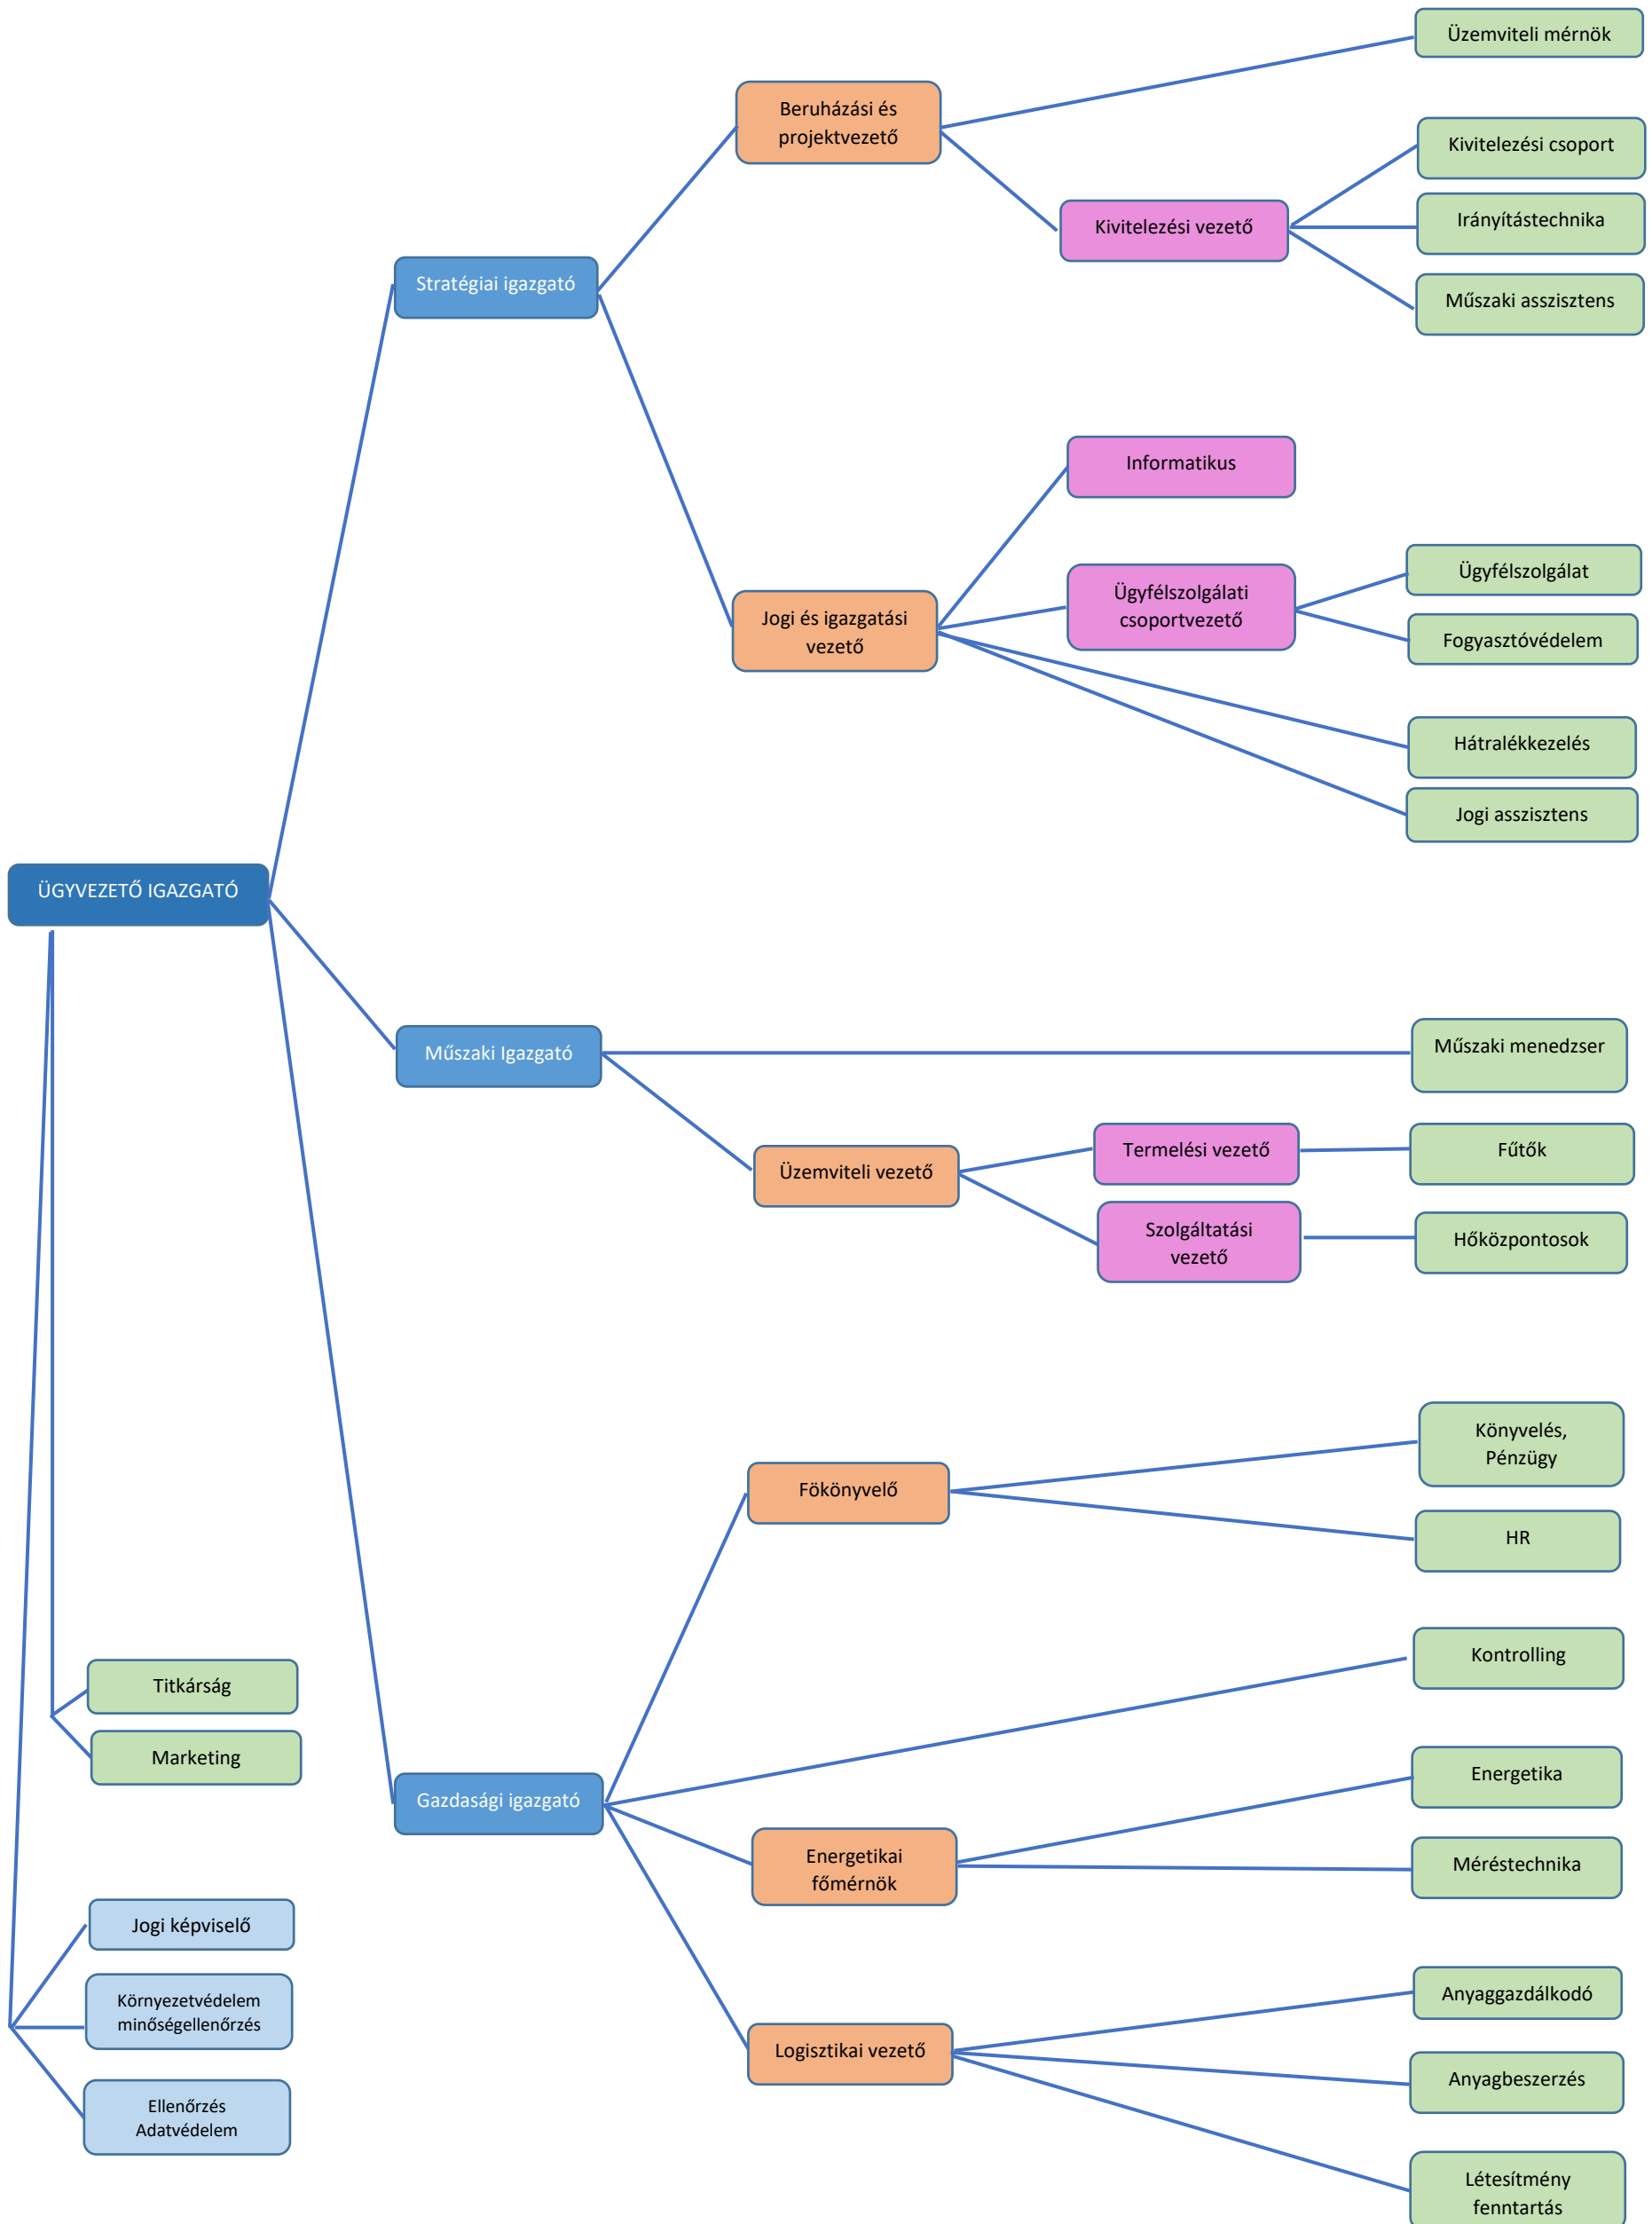 Üzemviteli mérnök
Beruházási és
projektvezető
Kivitelezési csoport
Irányítástechnika
Kivitelezési vezető
Stratégiai igazgató
Műszaki asszisztens
Informatikus
Ügyfélszolgálat
Ügyfélszolgálati
csoportvezető
Jogi és igazgatási
vezető
Fogyasztóvédelem
Hátralékkezelés
Jogi asszisztens
ÜGYVEZETŐ IGAZGATÓ
Műszaki Igazgató
Műszaki menedzser
Üzemviteli vezető
Termelési vezető
Fűtők
Szolgáltatási
vezető
Hőközpontosok
Könyvelés,
Pénzügy
Fökönyvelő
HR
Kontrolling
Titkárság
Marketing
Gazdasági igazgató
Energetika
Energetikai
főmérnök
Méréstechnika
Jogi képviselő
Környezetvédelem
minőségellenőrzés
Anyaggazdálkodó
Logisztikai vezető
Anyagbeszerzés
Ellenőrzés
Adatvédelem
Létesítmény
fenntartás